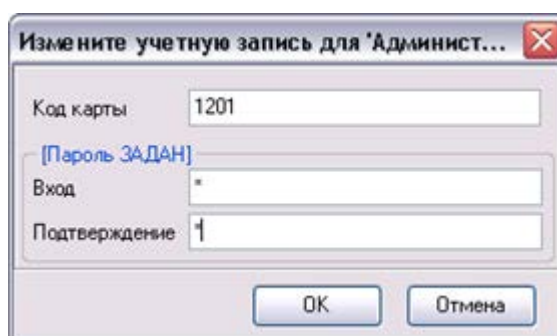 Измените учетную запись для 'Админист...
Код карты 1201
[Пароль ЗАДАН]
Вход *
Подтверждение *
OK Отмена